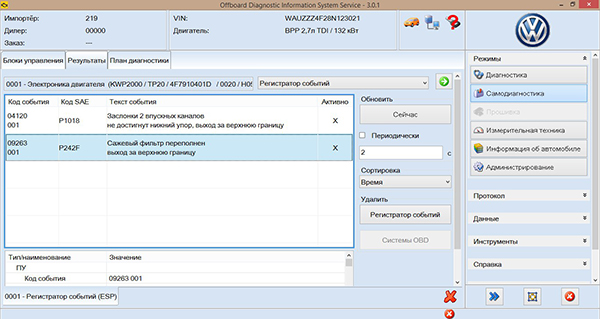 Offboard Diagnostic Information System Service - 3.0.1
Импортёр: 219
Дилер: 00000
Заказ: ---
VIN: WAUZZZ4F28N123021
Двигатель: BPP 2,7л TDI / 132 кВт
Блоки управления Результаты План диагностики
0001 - Электроника двигателя (KWP2000 / TP20 / 4F7910401D / 0020 / H05
Регистратор событий
Код события Код SAE Текст события Активно
04120 001 P1018 Заслонки 2 впускных каналов X
не достигнут нижний упор, выход за верхнюю границу
09263 001 P242F Сажевый фильтр переполнен X
выход за верхнюю границу
Обновить
Сейчас
Периодически
2 с
Сортировка
Время
Удалить
Регистратор событий
Системы OBD
Тип/наименование Значение
ПУ
Код события 09263 001
0001 - Регистратор событий (ESP)
Режимы
Диагностика
Самодиагностика
Прошивка
Измерительная техника
Информация об автомобиле
Администрирование
Протокол
Данные
Инструменты
Справка